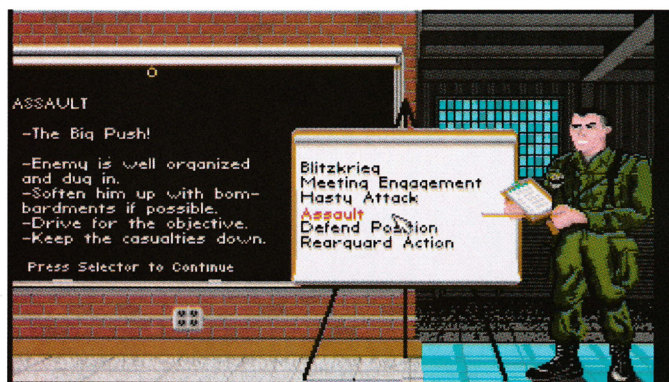 ASSAULT
-The Big Push!
-Enemy is well organized
and dug in.
-Soften him up with bom-
bardments if possible.
-Drive for the objective.
-Keep the casualties down.
Press Selector to Continue
Blitzkrieg
Meeting Engagement
Hasty Attack
Assault
Defend Position
Rearguard Action